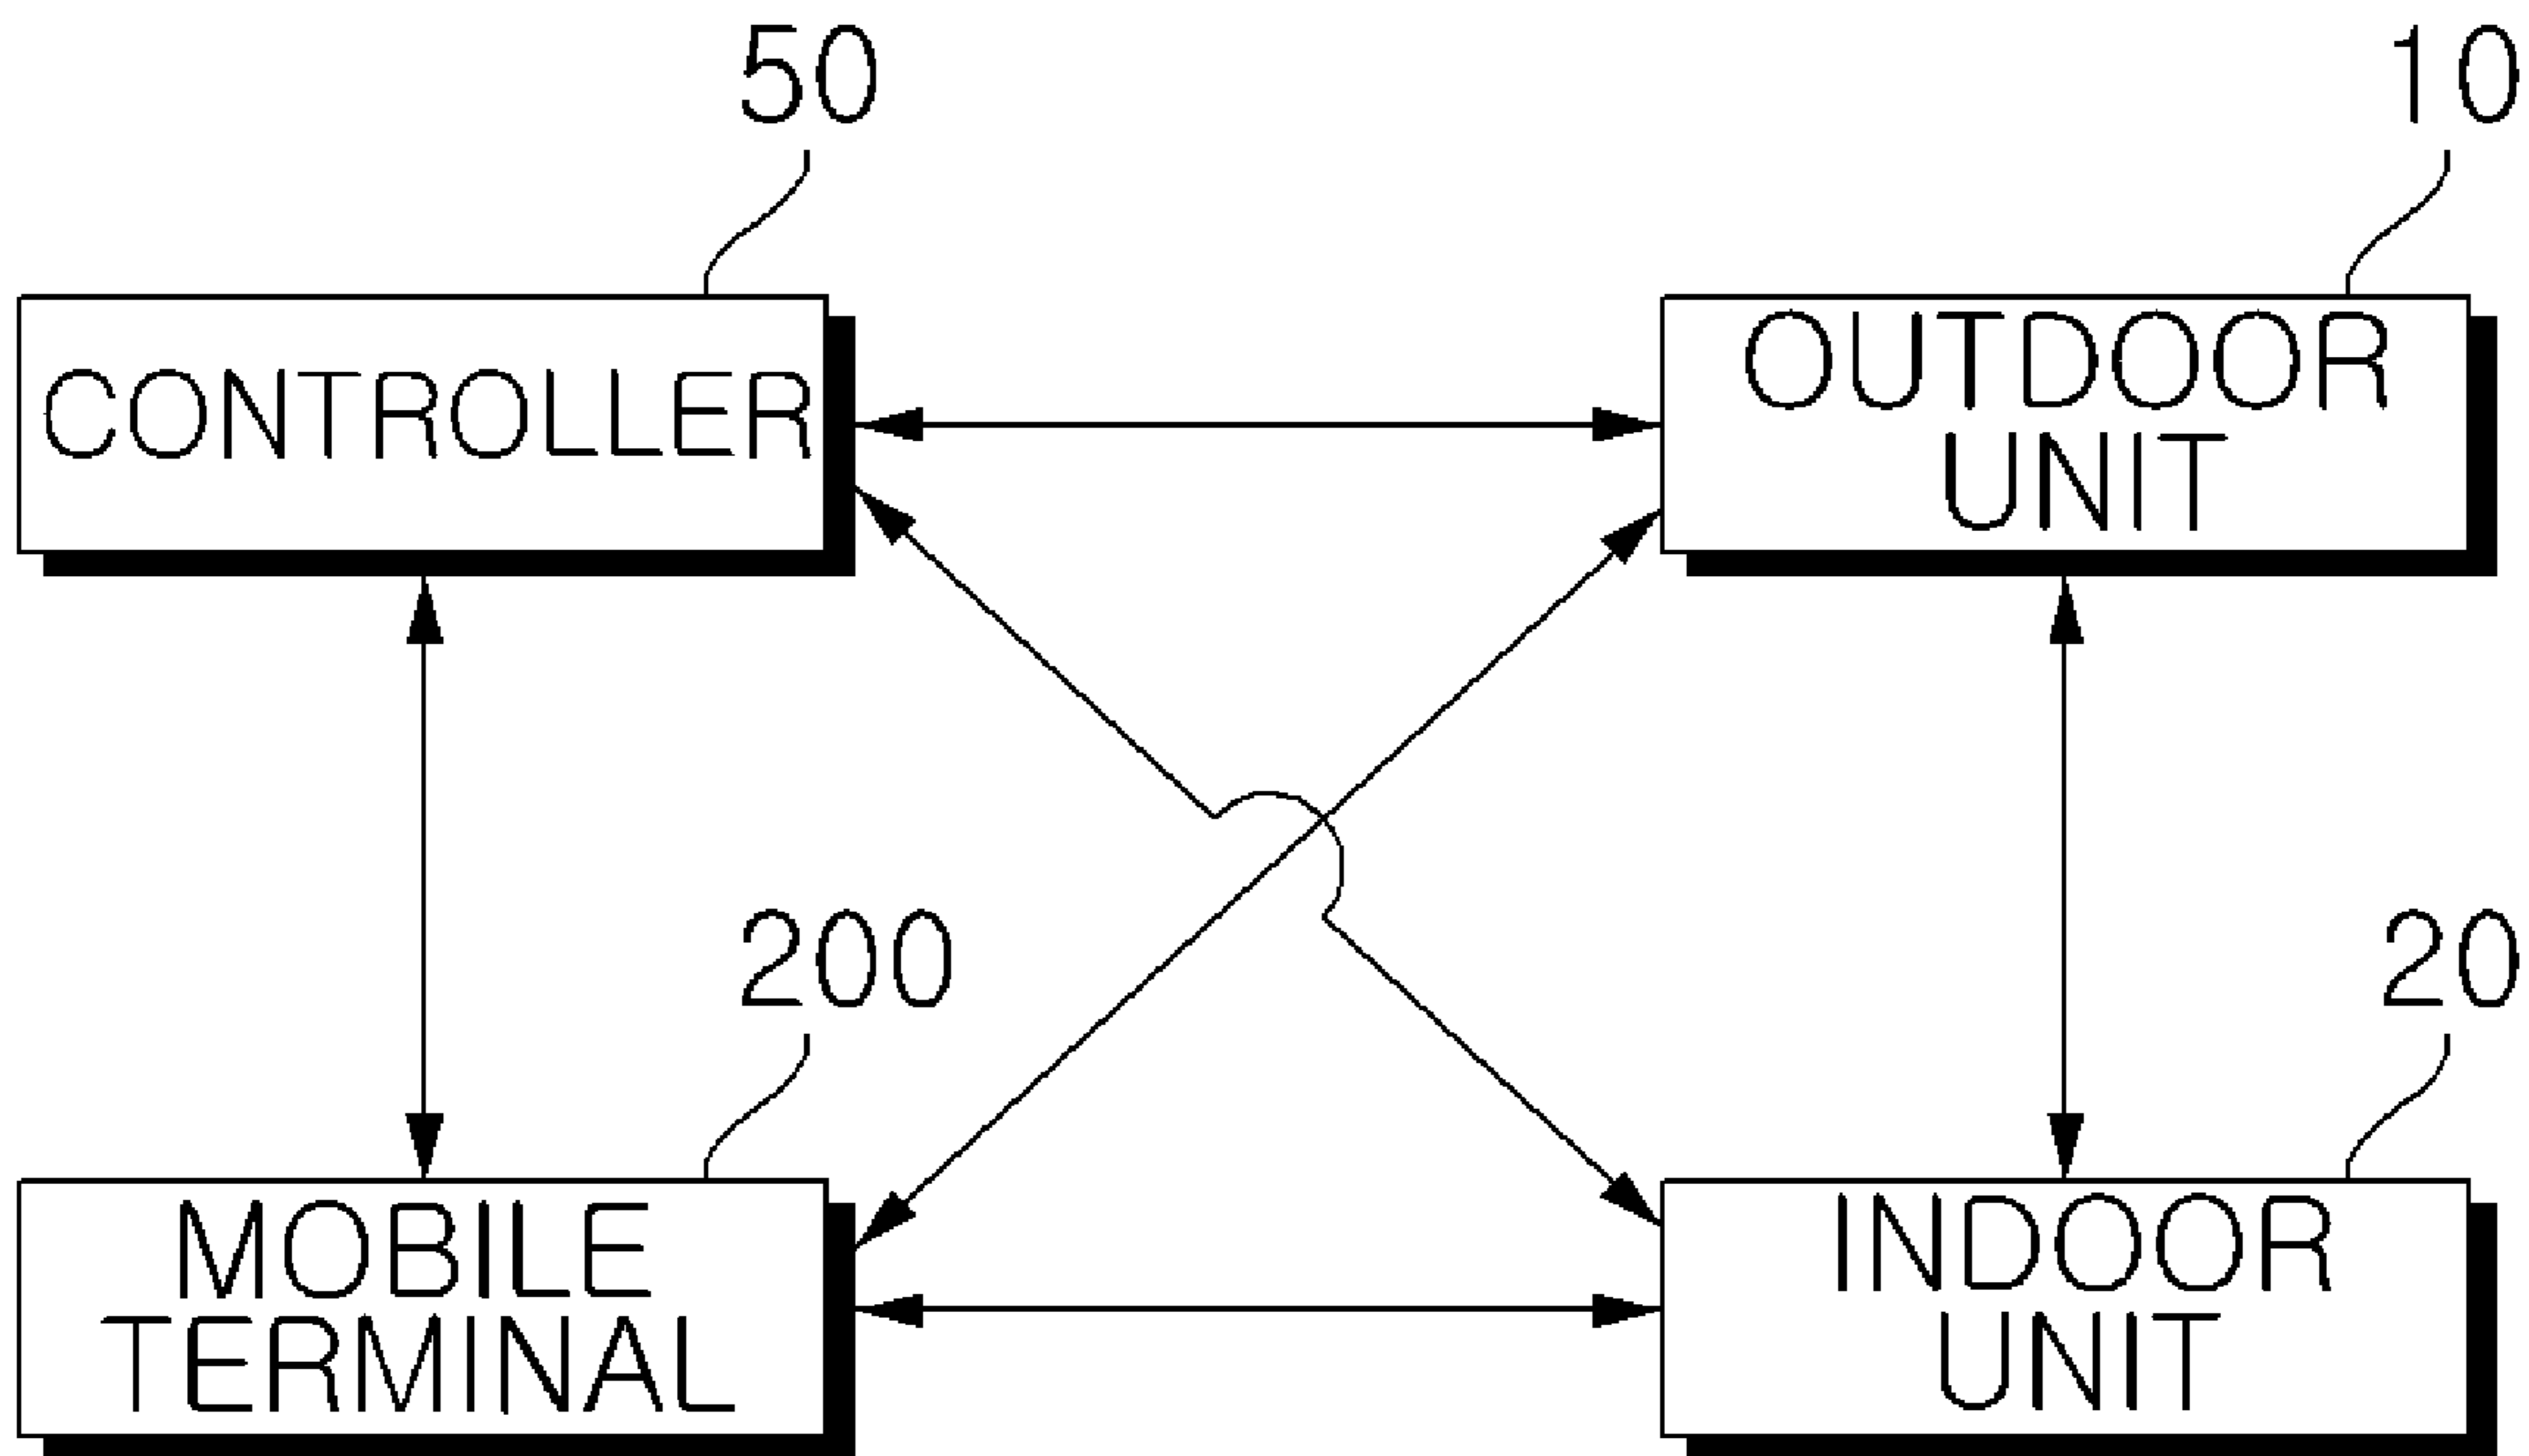 50
10
CONTROLLER
OUTDOOR
UNIT
200
20
MOBILE
TERMINAL
INDOOR
UNIT